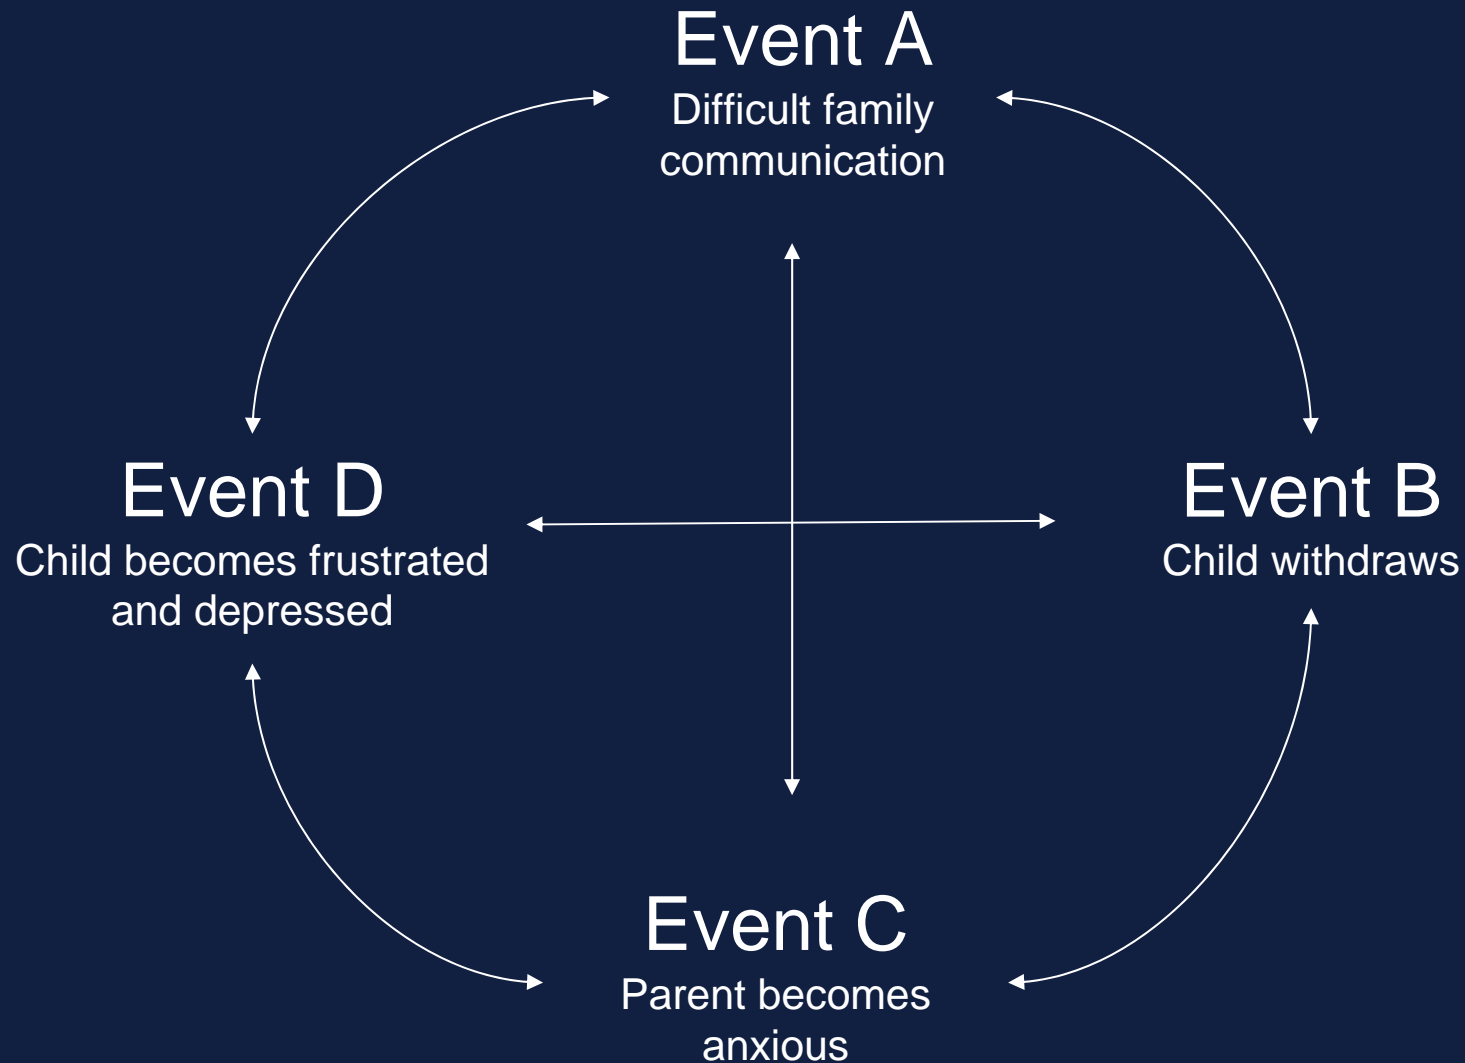 Event A
Difficult family
communication
Event D
Child becomes frustrated
and depressed
Event B
Child withdraws
Event C
Parent becomes
anxious